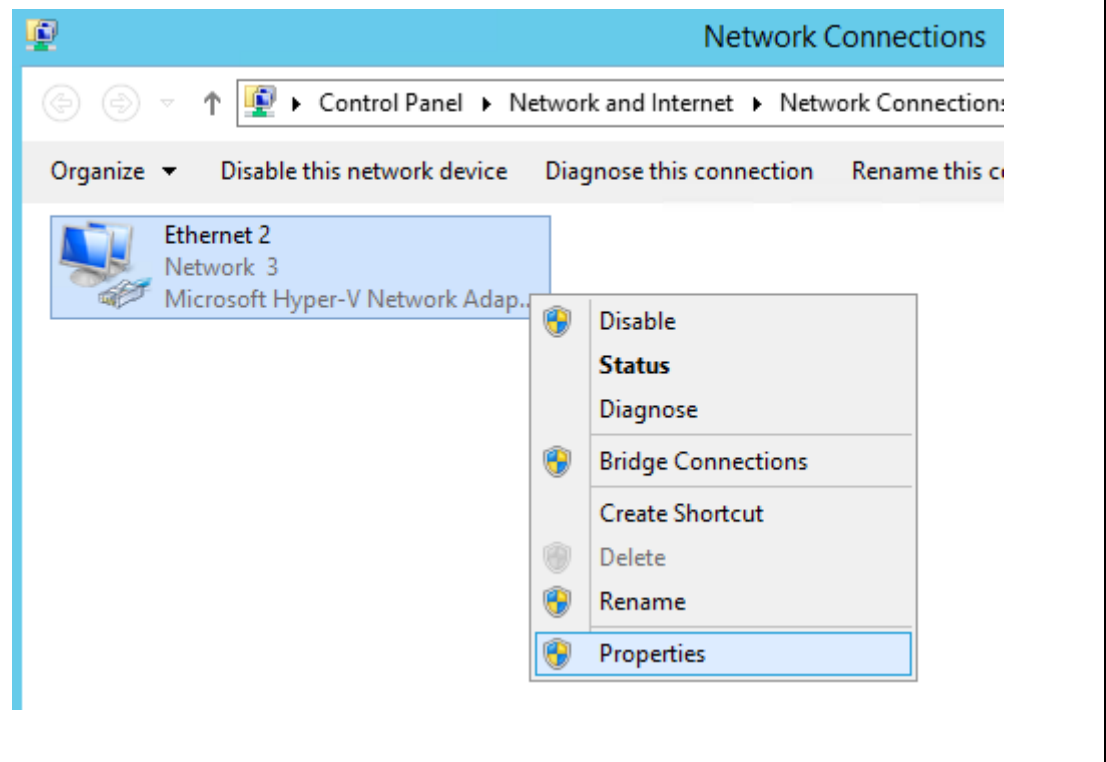 Network Connections
Control Panel Network and Internet Network Connections
Organize Disable this network device Diagnose this connection Rename this
Ethernet 2
Network 3
Microsoft Hyper-V Network Adap...
Disable
Status
Diagnose
Bridge Connections
Create Shortcut
Delete
Rename
Properties